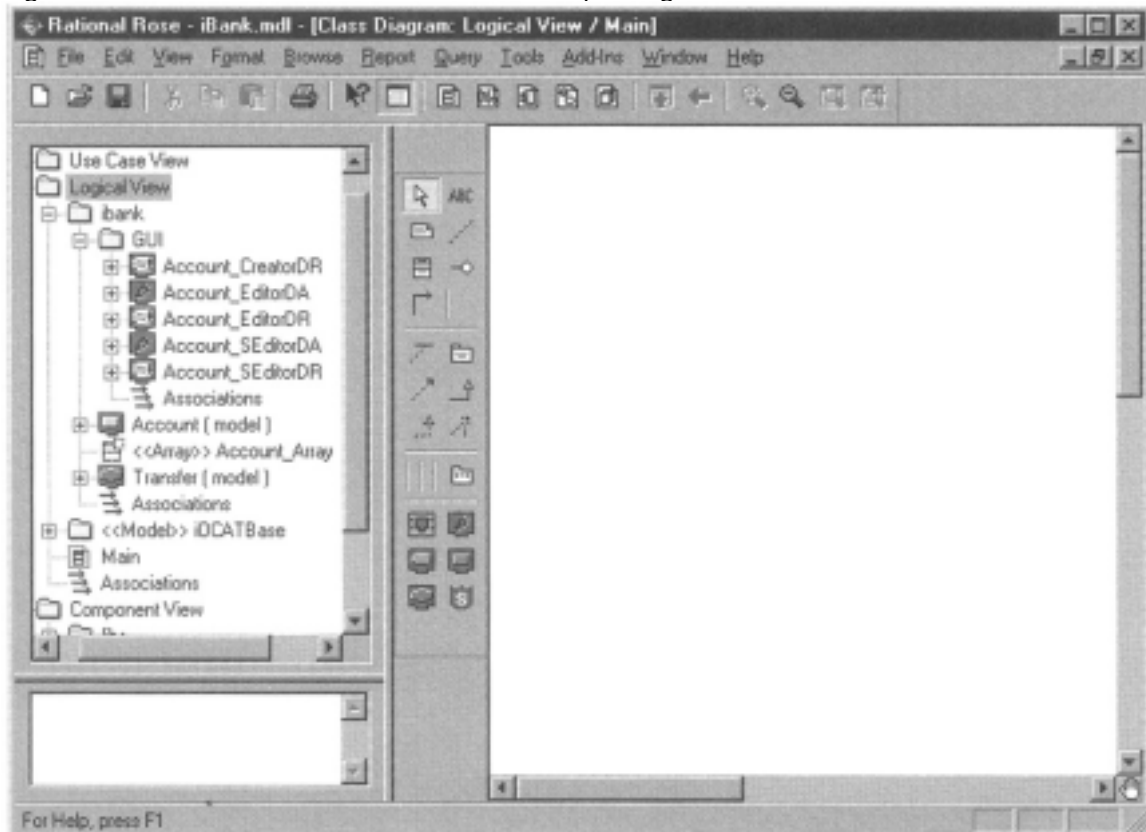 Rational Rose - iBank.mdl - [Class Diagram: Logical View / Main]
File Edit View Format Browse Report Query Tools Add-Ins Window Help
Use Case View
Logical View
ibank
GUI
Account_CreatorDR
Account_EditorDA
Account_EditorDR
Account_SEditorDA
Account_SEditorDR
Associations
Account ( model )
<<Array>> Account_Array
Transfer ( model )
Associations
<<Model>> iDCATBase
Main
Associations
Component View
ABC
For Help, press F1